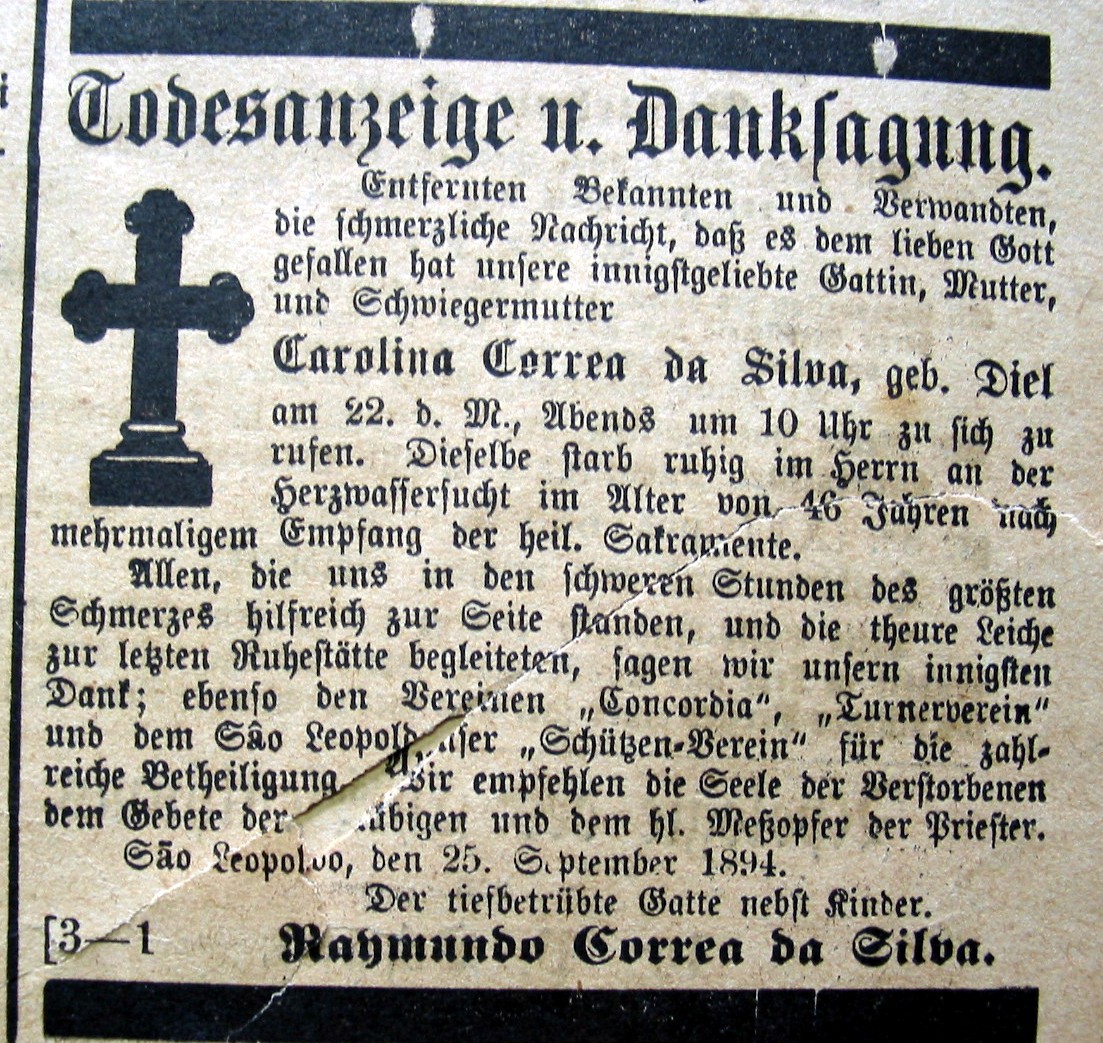 Todesanzeige u. Dankſagung.
Entfernten Bekannten und Verwandten,
die ſchmerzliche Nachricht, daß es dem lieben Gott
gefallen hat unſere innigſtgeliebte Gattin, Mutter,
und Schwiegermutter
Carolina Correa da Silva, geb. Diel
am 22. d. M., Abends um 10 Uhr zu ſich zu
rufen. Dieſelbe ſtarb ruhig im Herrn an der
Herzwaſſerſucht im Alter von 46 Jahren nach
mehrmaligem Empfang der heil. Sakramente.
Allen, die uns in den ſchweren Stunden des größten
Schmerzes hilfreich zur Seite ſtanden, und die theure Leiche
zur letzten Ruheſtätte begleiteten, ſagen wir unſern innigſten
Dank; ebenſo den Vereinen „Concordia“, „Turnerverein“
und dem Sâo „Schützen-Verein“ für die zahl-
reiche Betheiligung. Wir empfehlen die Seele der Verſtorbenen
dem Gebete der und dem hl. Meßopfer der Prieſter.
São Leopoldo, den 25. September 1894.
Der tiefbetrübte Gatte nebſt Kinder.
[3—1 Raymundo Correa da Silva.